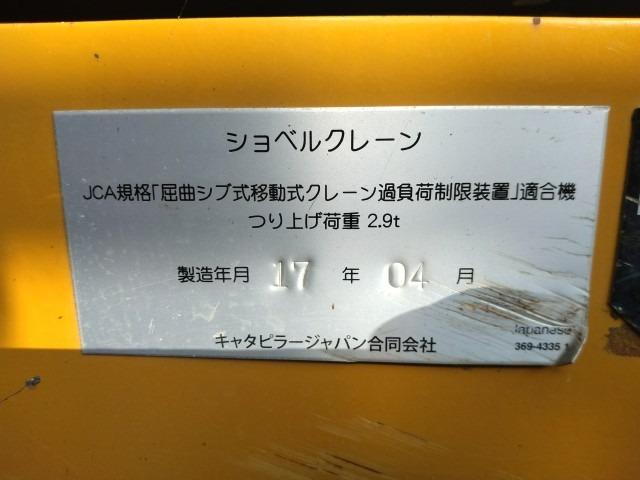 ショベルクレーン
JCA規格｢屈曲ジブ式移動式クレーン過負荷制限装置｣適合機
つり上げ荷重 2.9t
製造年月 17 年 04 月
キャタピラージャパン合同会社
Japanese
369-4335 1